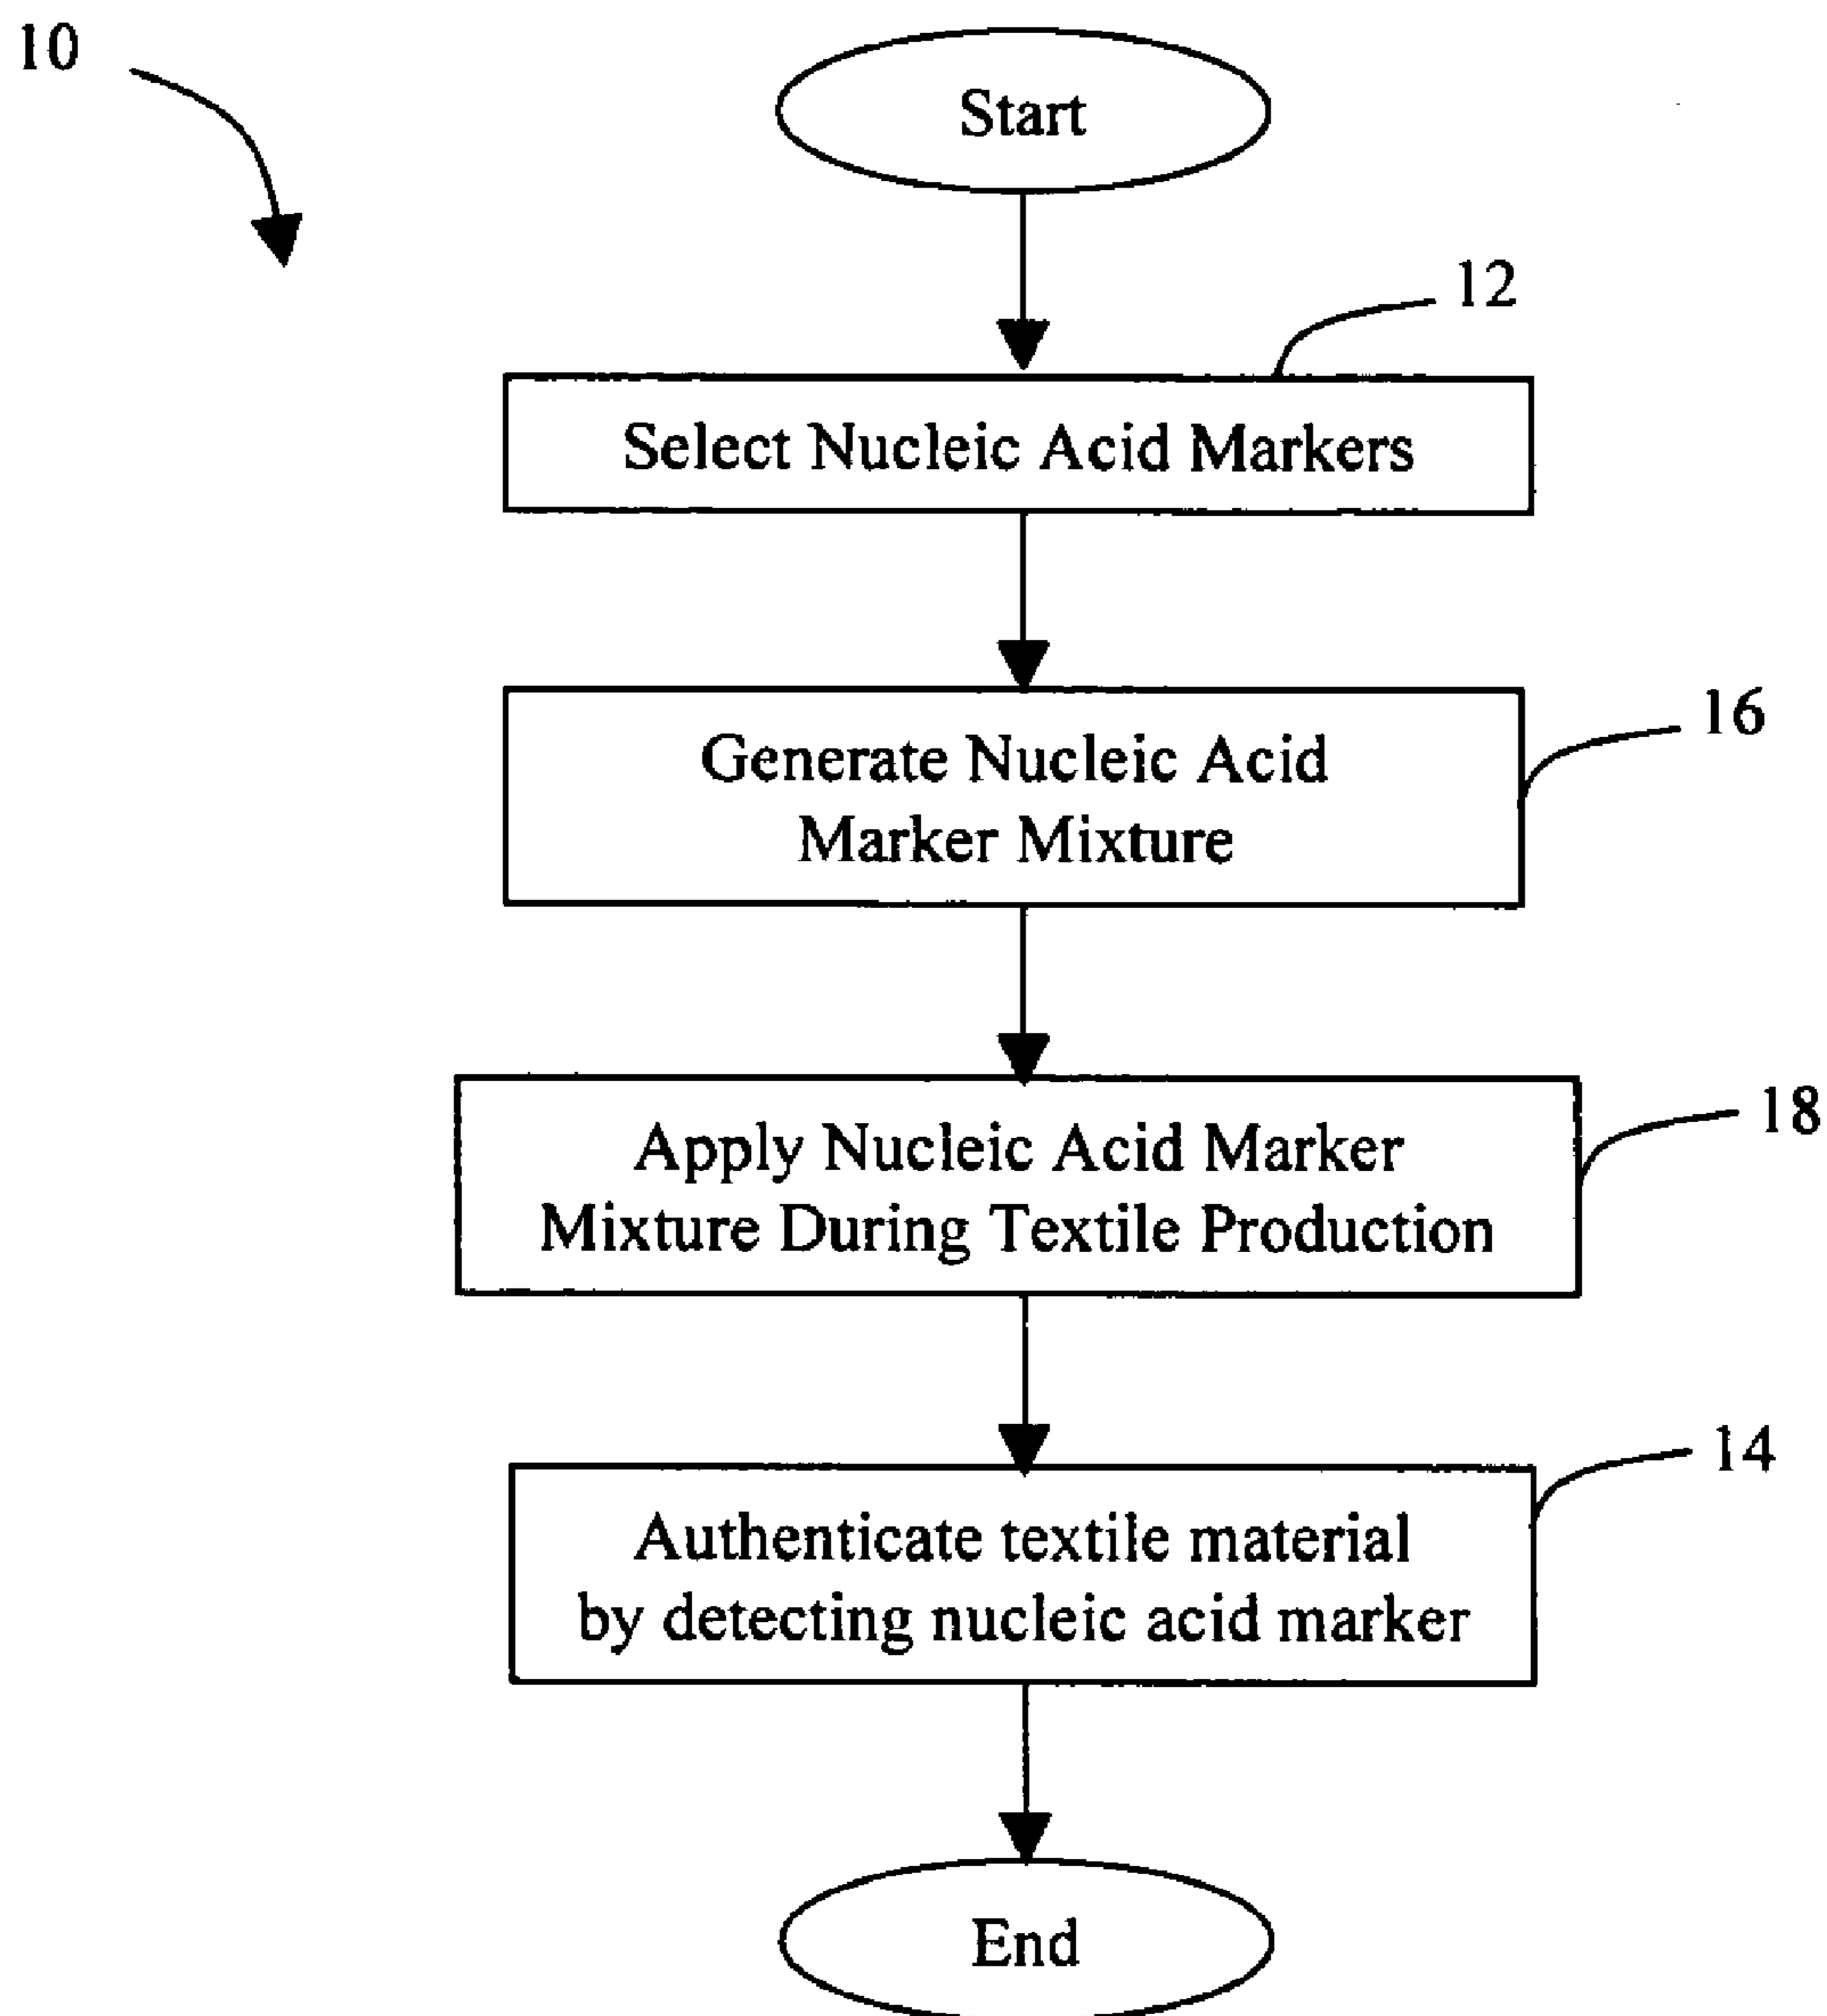 10
Start
12
Select Nucleic Acid Markers
16
Generate Nucleic Acid
Marker Mixture
18
Apply Nucleic Acid Marker
Mixture During Textile Production
14
Authenticate textile material
by detecting nucleic acid marker
End